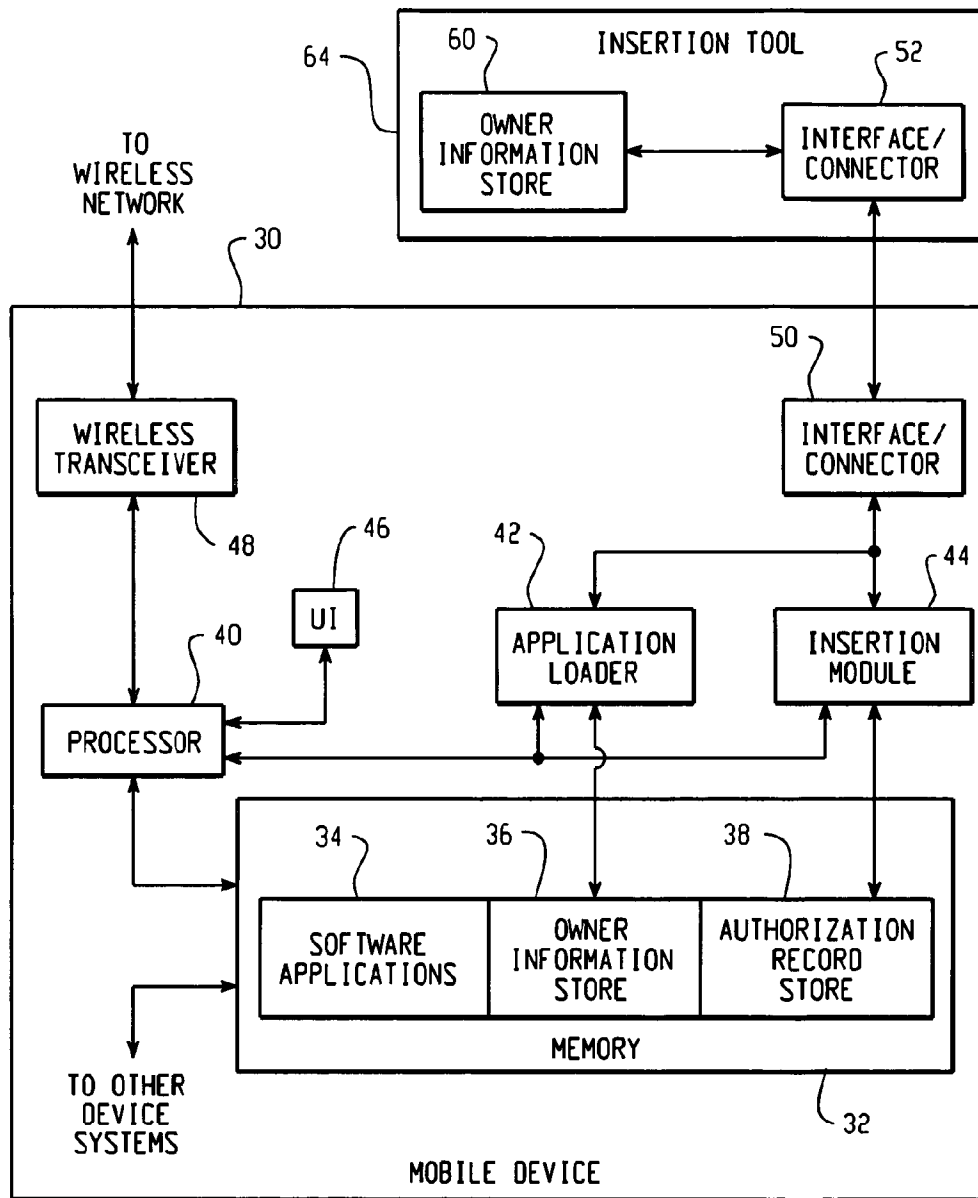 INSERTION TOOL
60
52
64
OWNER
INFORMATION
STORE
INTERFACE/
CONNECTOR
TO
WIRELESS
NETWORK
30
50
WIRELESS
TRANSCEIVER
INTERFACE/
CONNECTOR
48
46
42
44
UI
APPLICATION
LOADER
INSERTION
MODULE
40
PROCESSOR
34
36
38
SOFTWARE
APPLICATIONS
OWNER
INFORMATION
STORE
AUTHORIZATION
RECORD
STORE
MEMORY
TO OTHER
DEVICE
SYSTEMS
32
MOBILE DEVICE